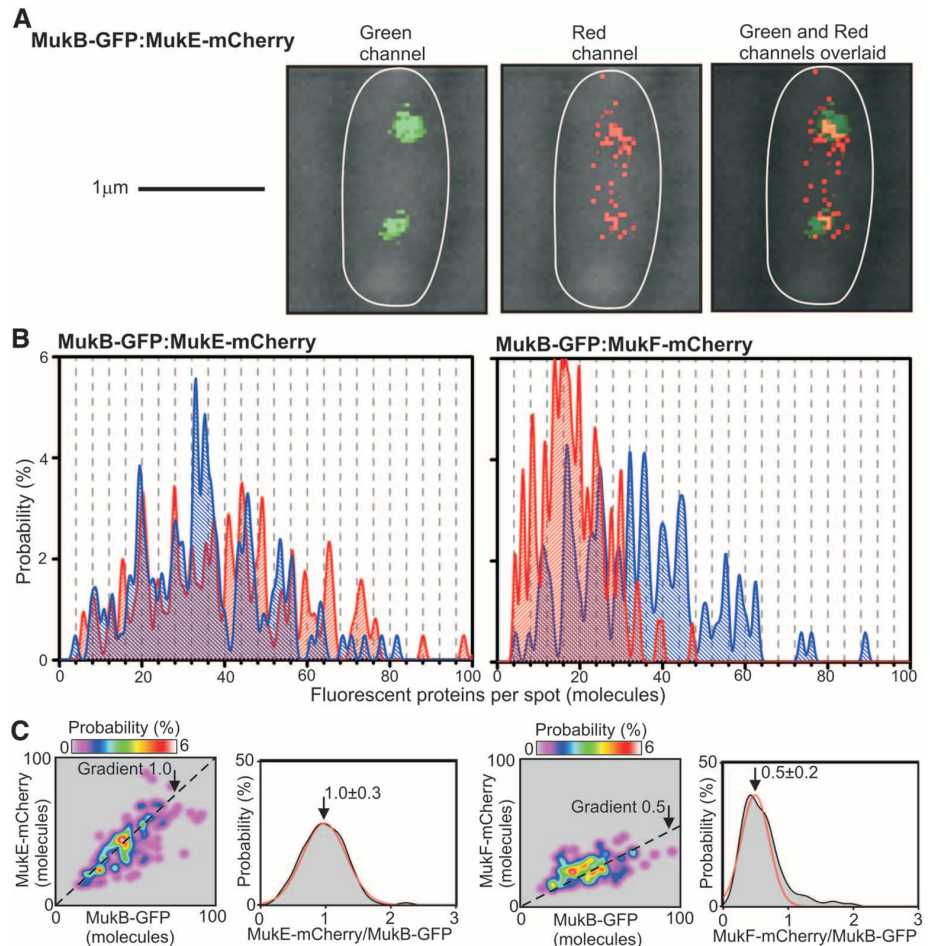 A
MukB-GFP:MukE-mCherry
Green
channel
Red
channel
Green and Red
channels overlaid
1μm
B
MukB-GFP:MukE-mCherry
MukB-GFP:MukF-mCherry
Probability (%)
6
4
2
0
0 20 40 60 80 100
0 20 40 60 80 100
Fluorescent proteins per spot (molecules)
C
Probability (%)
0 6
100
Gradient 1.0
MukE-mCherry
(molecules)
0
0 100
MukB-GFP
(molecules)
50
1.0±0.3
Probability (%)
0
0 1 2 3
MukE-mCherry/MukB-GFP
Probability (%)
0 6
100
Gradient 0.5
MukF-mCherry
(molecules)
0
0 100
MukB-GFP
(molecules)
50
0.5±0.2
Probability (%)
0
0 1 2 3
MukF-mCherry/MukB-GFP